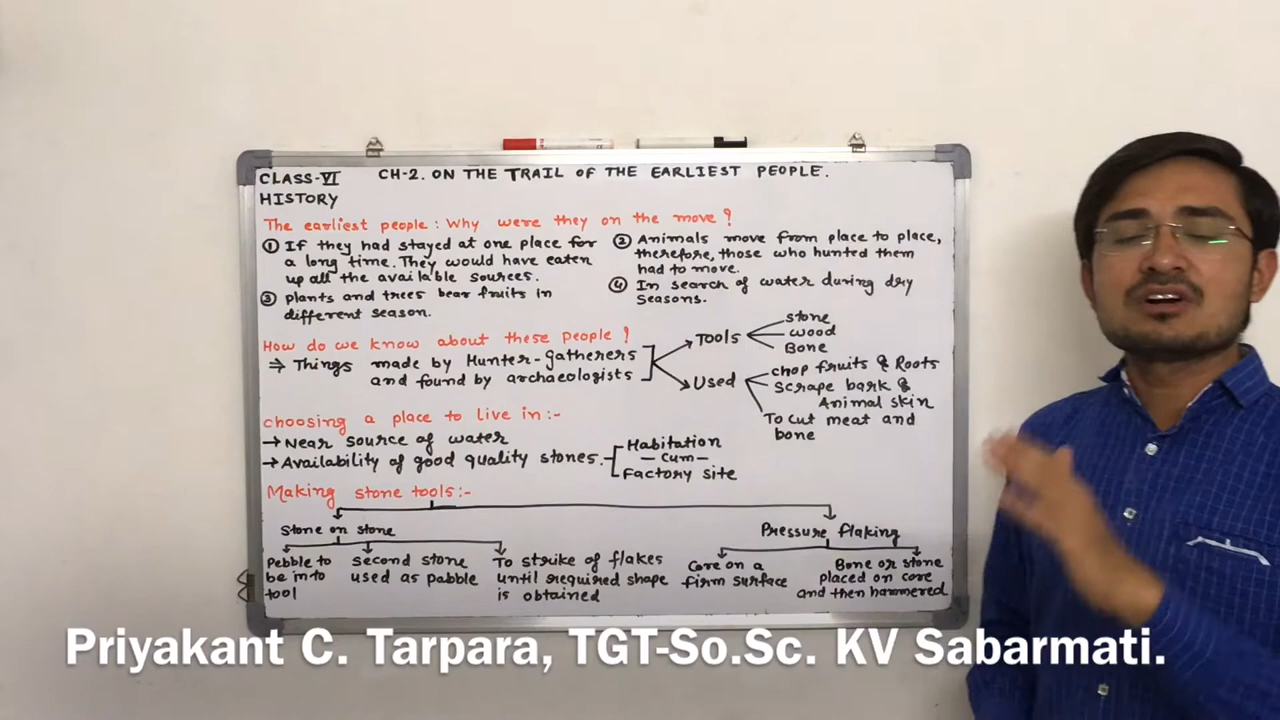 CLASS-VI CH-2. ON THE TRAIL OF THE EARLIEST PEOPLE.
HISTORY
The earliest people: Why were they on the move?
① If they had stayed at one place for
a long time. They would have eaten
up all the available sources.
② Animals move from place to place,
therefore, those who hunted them
had to move.
③ plants and trees bear fruits in
different season.
④ In search of water during dry
seasons.
How do we know about these people?
⇒ Things made by Hunter-gatherers
and found by archaeologists
Tools
stone
wood
Bone
Used
chop fruits & Roots
Scrape bark &
Animal skin
To cut meat and
bone
choosing a place to live in:-
→ Near source of water
→ Availability of good quality stones.
Habitation
-cum-
Factory site
Making stone tools:-
Stone on stone
Pebble to
be in to
tool
second stone
used as pabble
To strike of flakes
until required shape
is obtained
Pressure flaking
Core on a
firm surface
Bone or stone
placed on core
and then hammered
Priyakant C. Tarpara, TGT-So.Sc. KV Sabarmati.